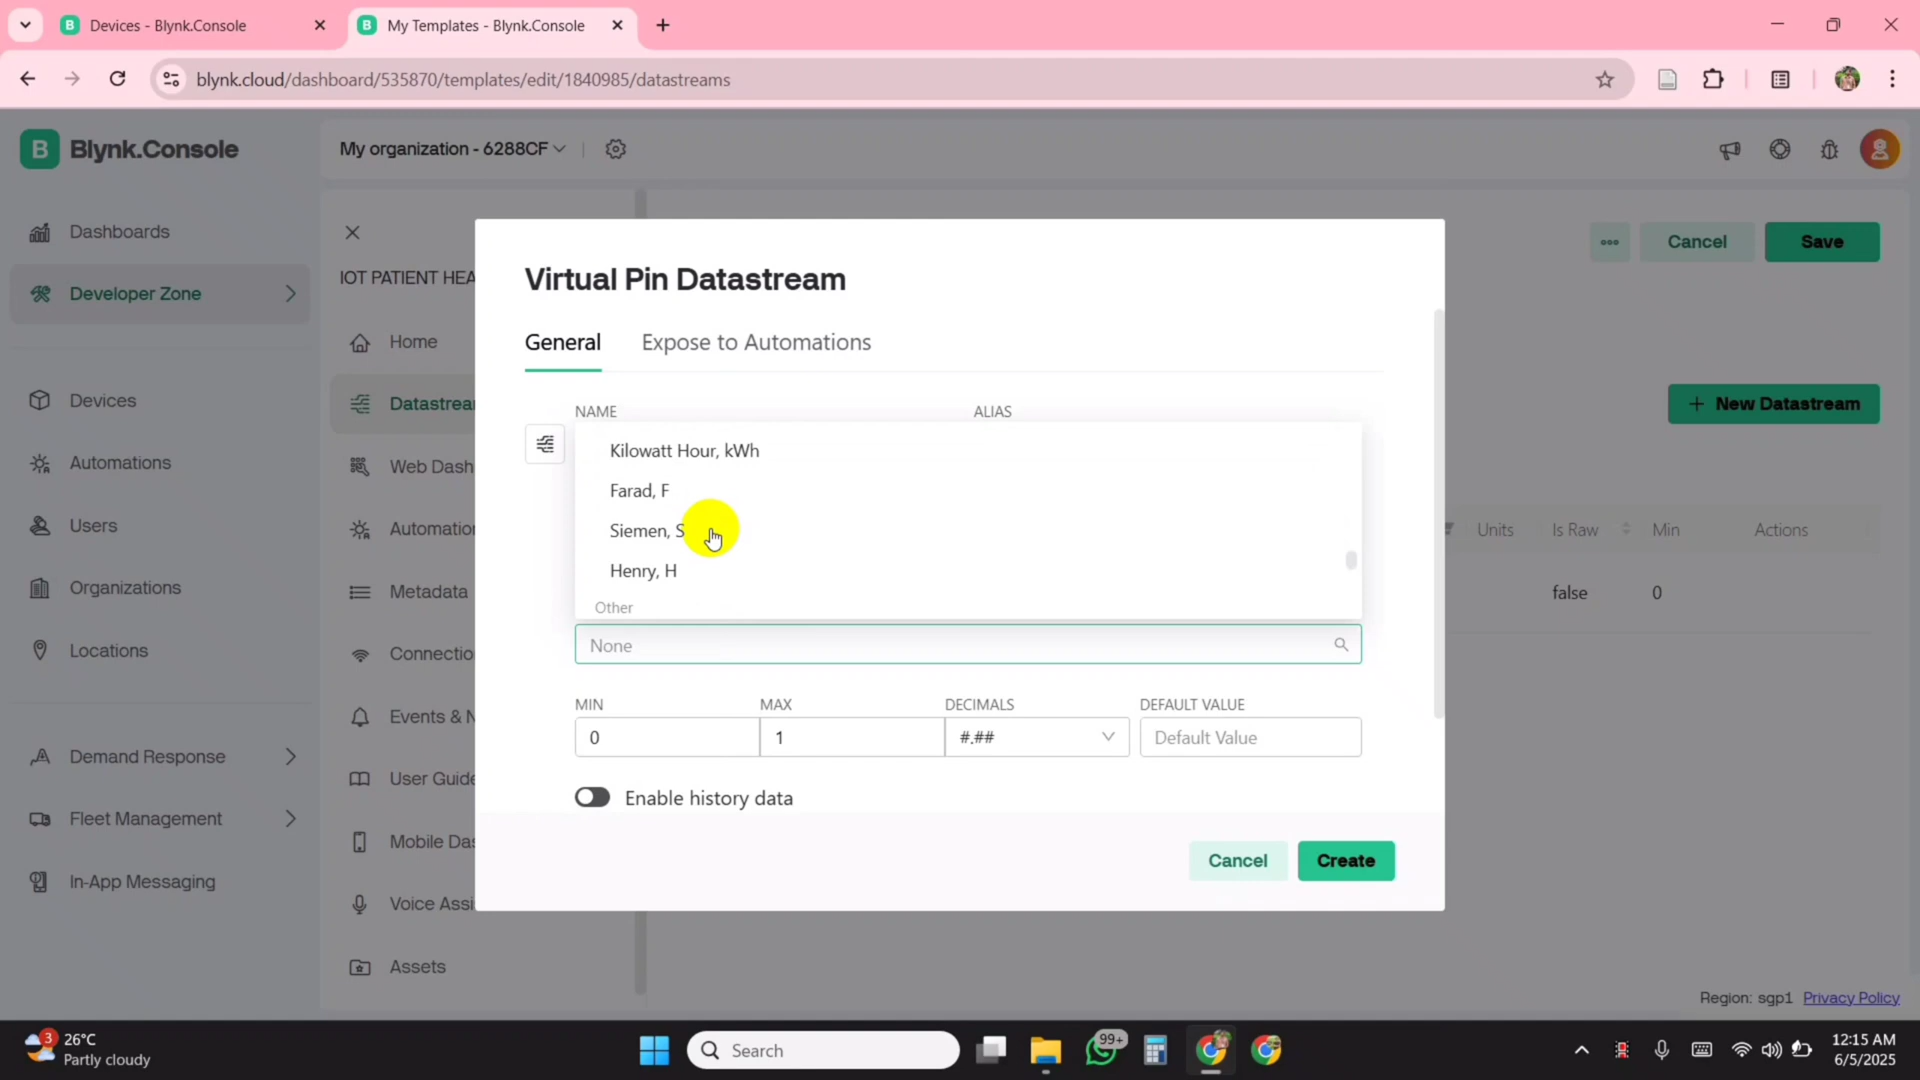 Devices - Blynk.Console
My Templates - Blynk.Console
blynk.cloud/dashboard/535870/templates/edit/1840985/datastreams
B Blynk.Console
My organization - 6288CF
Dashboards
Developer Zone
Devices
Automations
Users
Organizations
Locations
Demand Response
Fleet Management
In-App Messaging
IOT PATIENT HEA
Home
Datastrea
Web Dash
Automation
Metadata
Connectio
Events & N
User Guide
Mobile Das
Voice Assi
Assets
Cancel
Save
+ New Datastream
Units
Is Raw
Min
Actions
false
0
Virtual Pin Datastream
General
Expose to Automations
NAME
ALIAS
Kilowatt Hour, kWh
Farad, F
Siemen, S
Henry, H
Other
None
MIN
MAX
DECIMALS
DEFAULT VALUE
0
1
#.##
Default Value
Enable history data
Cancel
Create
Region: sgp1
Privacy Policy
3
26°C
Partly cloudy
Search
99+
12:15 AM
6/5/2025